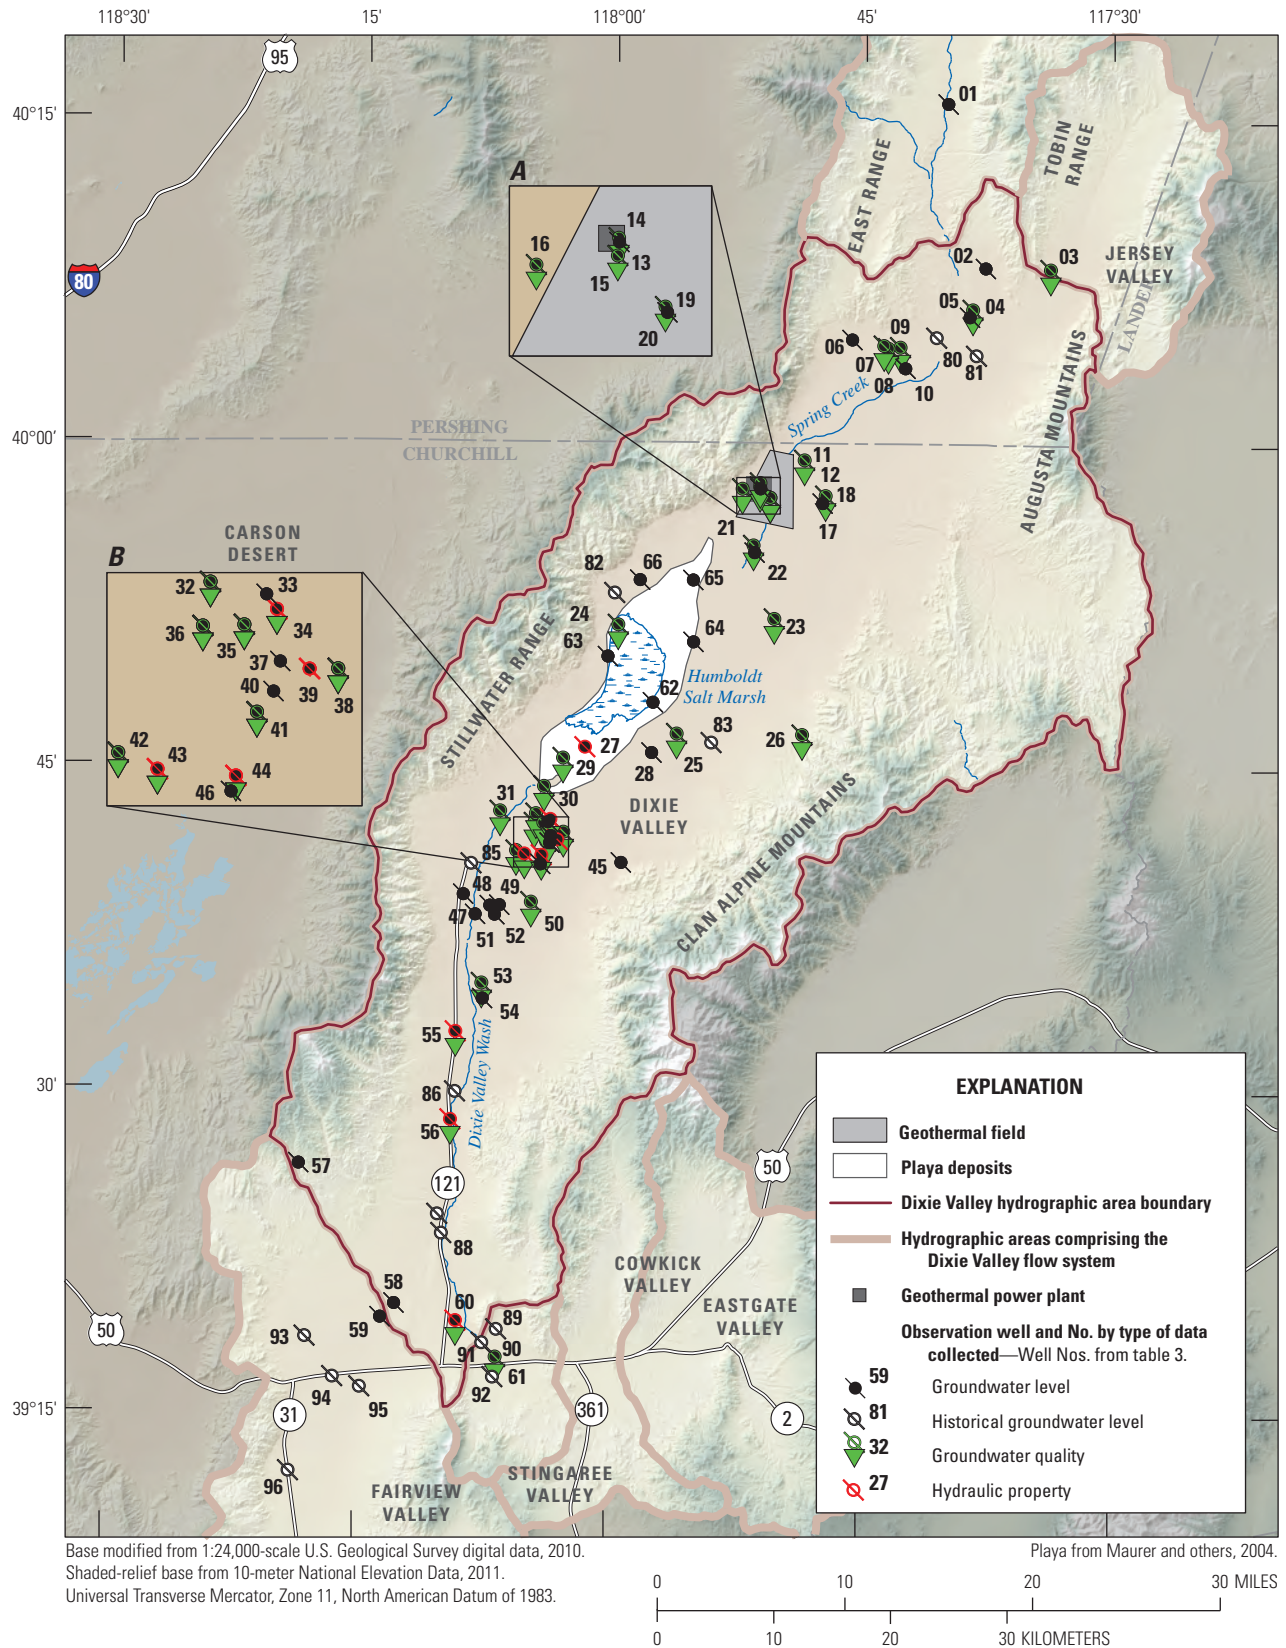 118°30'
15'
118°00'
45'
117°30'
95
40°15'
01
EAST RANGE
TOBIN RANGE
A
14
16
13
15
19
20
02
03
JERSEY VALLEY
80
LANDER
05
04
06
09
07
08
10
80
81
Spring Creek
AUGUSTA MOUNTAINS
40°00'
PERSHING
CHURCHILL
11
12
18
17
21
22
CARSON DESERT
B
32
33
36
35
34
37
39
38
40
41
42
43
44
46
82
66
65
24
63
64
23
62
Humboldt
Salt Marsh
STILLWATER RANGE
45'
27
28
25
83
26
29
31
30
DIXIE VALLEY
85
45
48
49
47
50
51
52
CLAN ALPINE MOUNTAINS
53
54
55
Dixie Valley Wash
30'
86
56
57
121
88
58
59
60
89
90
91
92
61
93
94
95
96
50
50
COWKICK VALLEY
EASTGATE VALLEY
39°15'
31
361
2
FAIRVIEW VALLEY
STINGAREE VALLEY
EXPLANATION
Geothermal field
Playa deposits
Dixie Valley hydrographic area boundary
Hydrographic areas comprising the
Dixie Valley flow system
Geothermal power plant
Observation well and No. by type of data
collected—Well Nos. from table 3.
59 Groundwater level
81 Historical groundwater level
32 Groundwater quality
27 Hydraulic property
Base modified from 1:24,000-scale U.S. Geological Survey digital data, 2010.
Shaded-relief base from 10-meter National Elevation Data, 2011.
Universal Transverse Mercator, Zone 11, North American Datum of 1983.
Playa from Maurer and others, 2004.
0 10 20 30 MILES
0 10 20 30 KILOMETERS